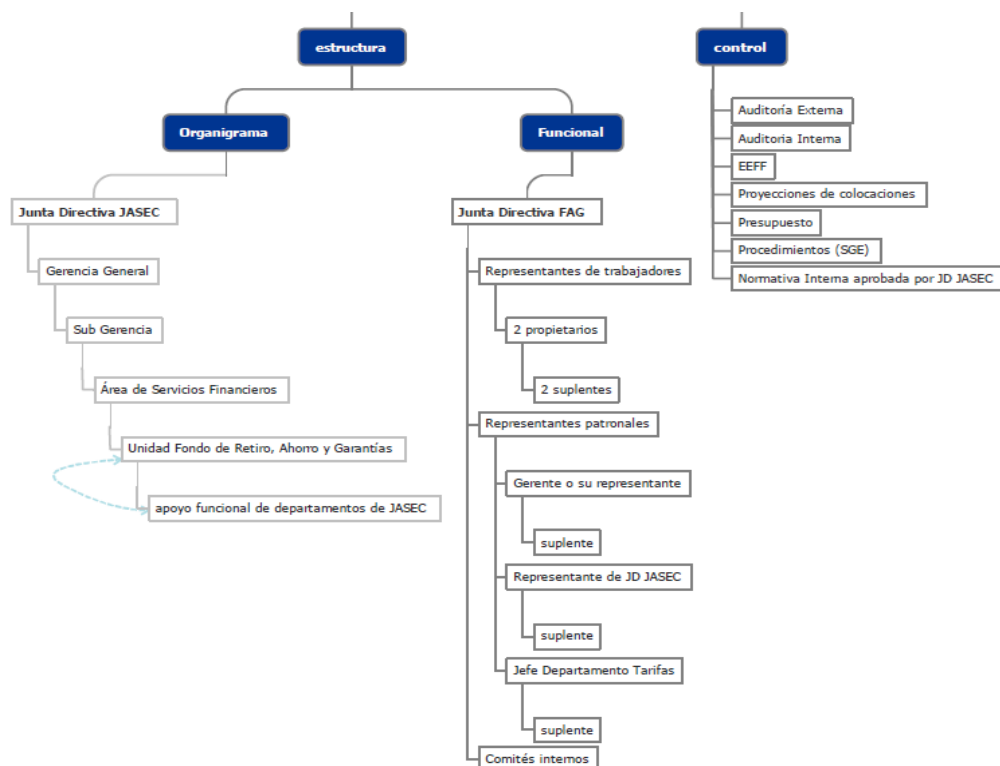 estructura
control
Organigrama
Funcional
Junta Directiva JASEC
Gerencia General
Sub Gerencia
Área de Servicios Financieros
Unidad Fondo de Retiro, Ahorro y Garantías
apoyo funcional de departamentos de JASEC
Junta Directiva FAG
Representantes de trabajadores
2 propietarios
2 suplentes
Representantes patronales
Gerente o su representante
suplente
Representante de JD JASEC
suplente
Jefe Departamento Tarifas
suplente
Comités internos
Auditoría Externa
Auditoria Interna
EEFF
Proyecciones de colocaciones
Presupuesto
Procedimientos (SGE)
Normativa Interna aprobada por JD JASEC